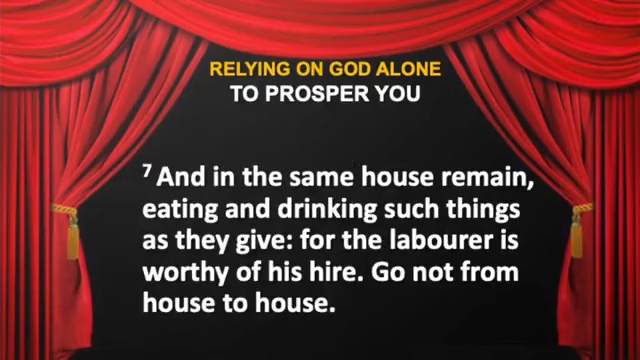 RELYING ON GOD ALONE
TO PROSPER YOU
7 And in the same house remain,
eating and drinking such things
as they give: for the labourer is
worthy of his hire. Go not from
house to house.